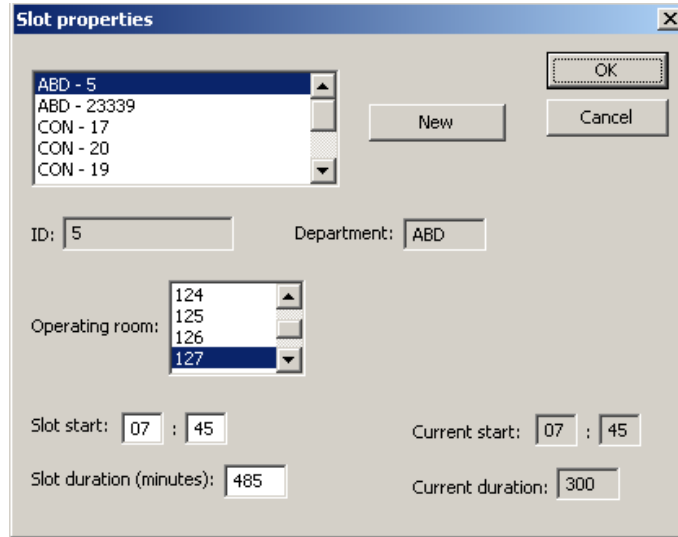 Slot properties
ABD - 5
ABD - 23339
CON - 17
CON - 20
CON - 19
New
OK
Cancel
ID: 5
Department: ABD
Operating room:
124
125
126
127
Slot start: 07 : 45
Current start: 07 : 45
Slot duration (minutes): 485
Current duration: 300